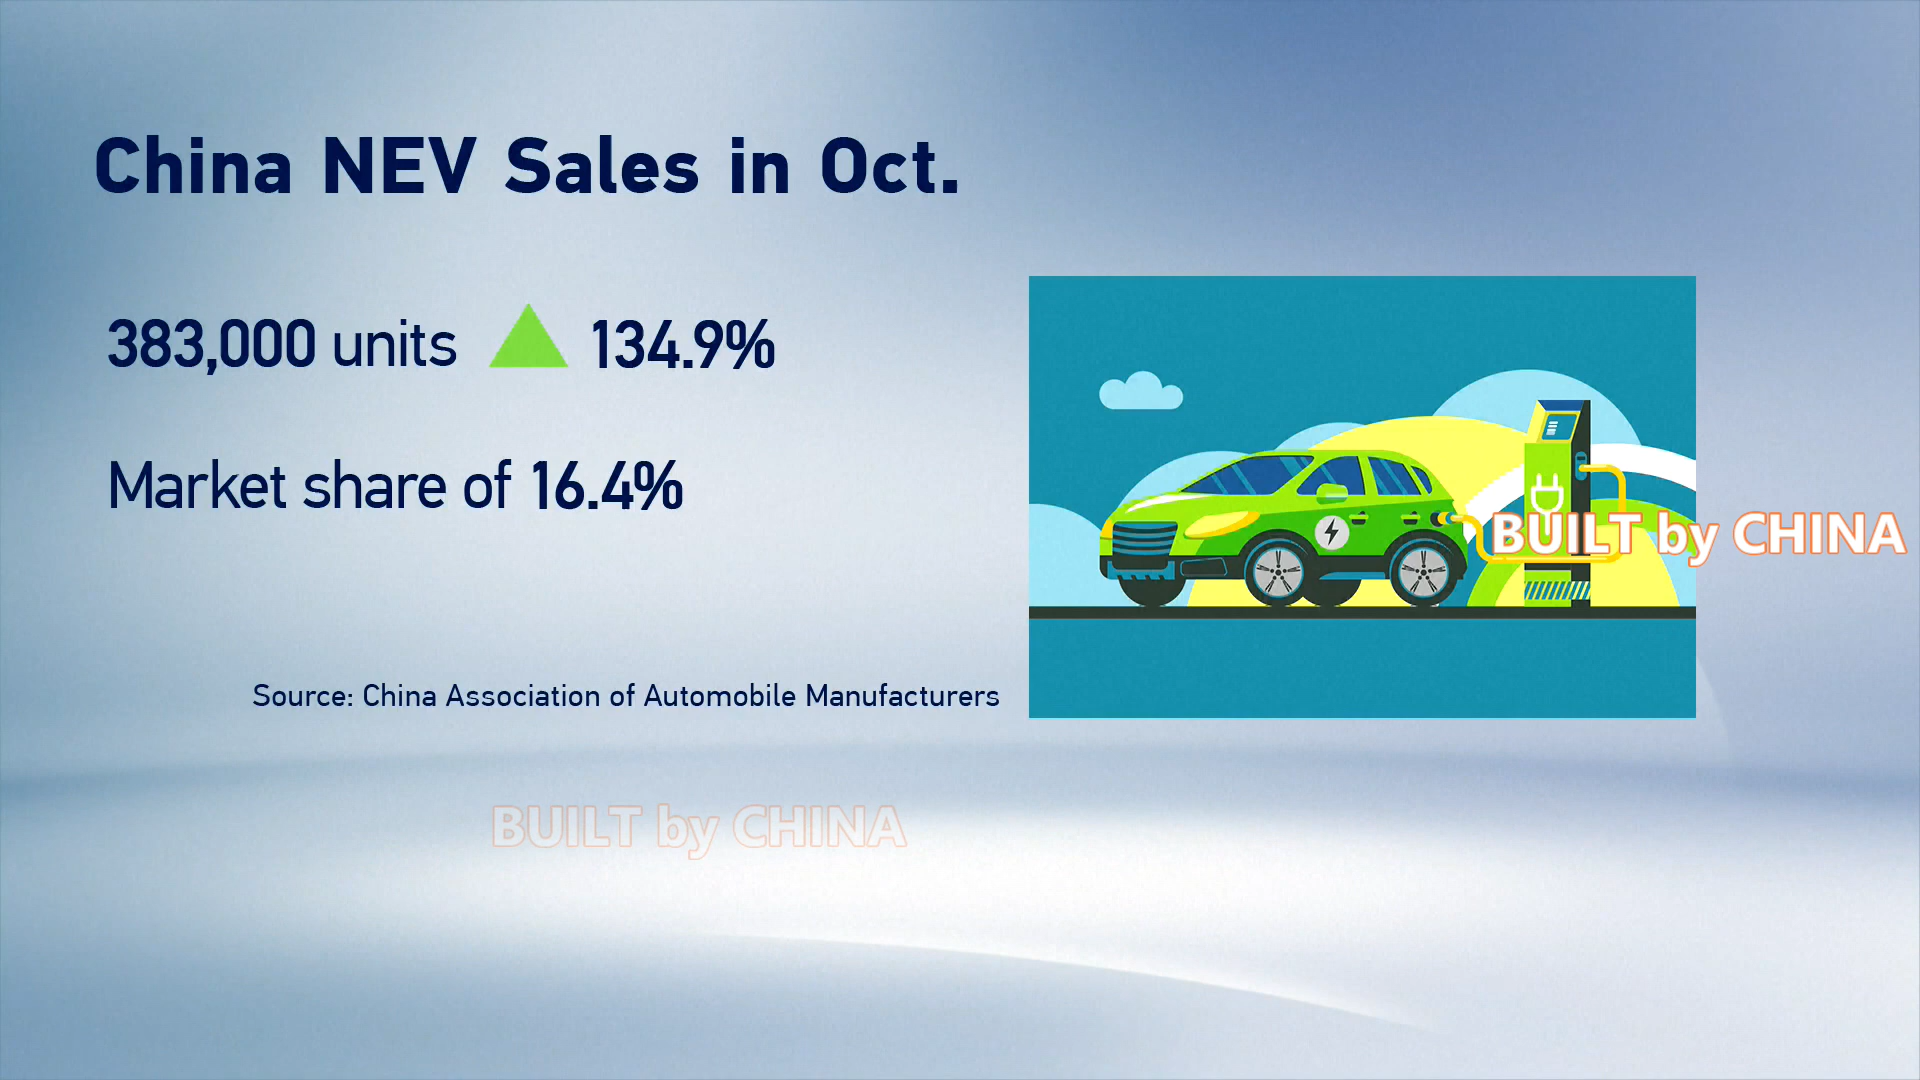 China NEV Sales in Oct.
383,000 units 134.9%
Market share of 16.4%
BUILT by CHINA
Source: China Association of Automobile Manufacturers
BUILT by CHINA